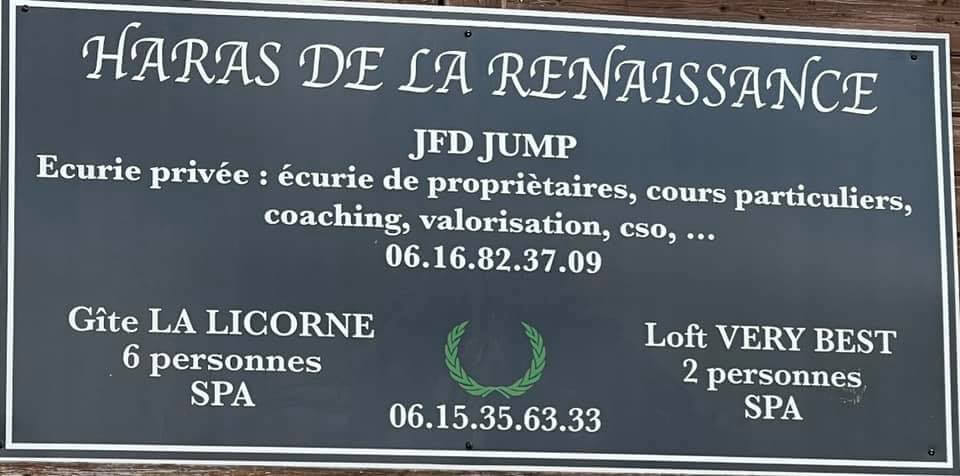 HARAS DE LA RENAISSANCE
JFD JUMP
Ecurie privée : écurie de propriètaires, cours particuliers,
coaching, valorisation, cso, ...
06.16.82.37.09
Gîte LA LICORNE
6 personnes
SPA
Loft VERY BEST
2 personnes
SPA
06.15.35.63.33